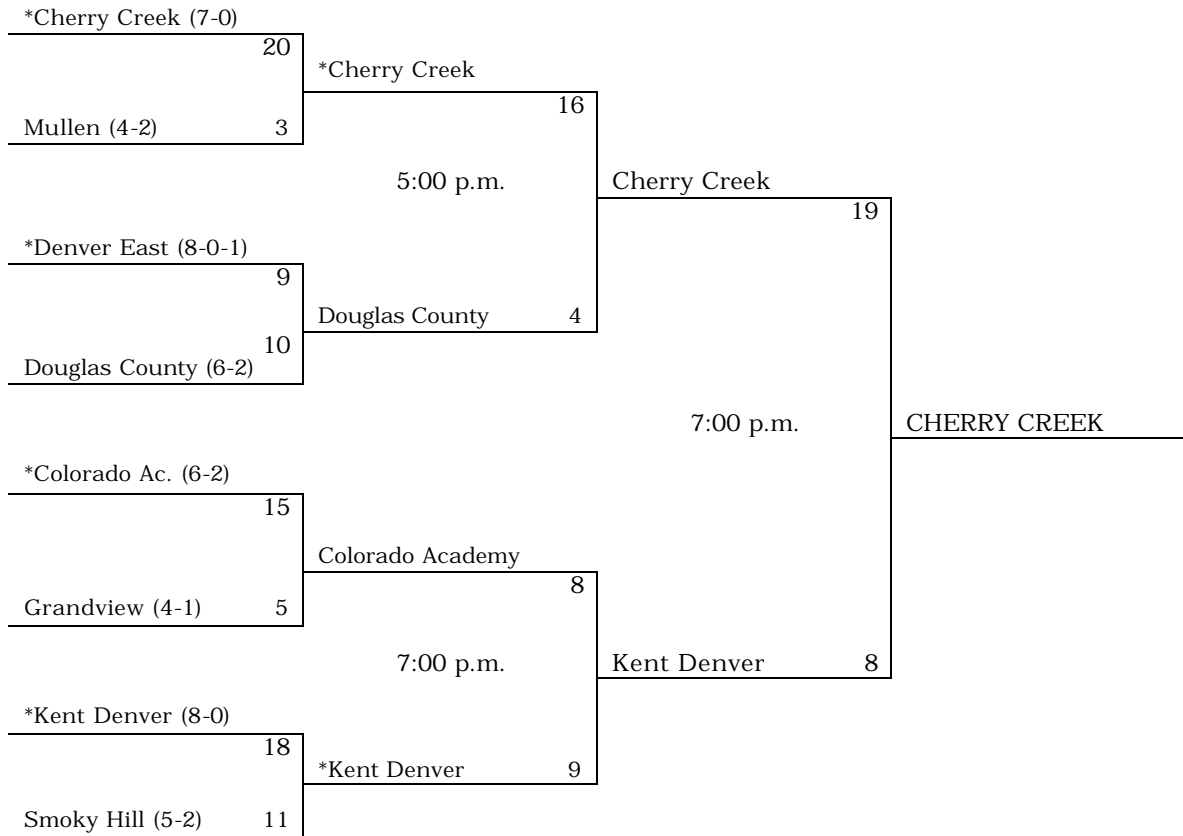 *Cherry Creek (7-0)
20
*Cherry Creek
16
Mullen (4-2) 3
5:00 p.m.
Cherry Creek
19
*Denver East (8-0-1)
9
Douglas County 4
10
Douglas County (6-2)
7:00 p.m.
CHERRY CREEK
*Colorado Ac. (6-2)
15
Colorado Academy
8
Grandview (4-1) 5
7:00 p.m.
Kent Denver 8
*Kent Denver (8-0)
18
*Kent Denver 9
Smoky Hill (5-2) 11